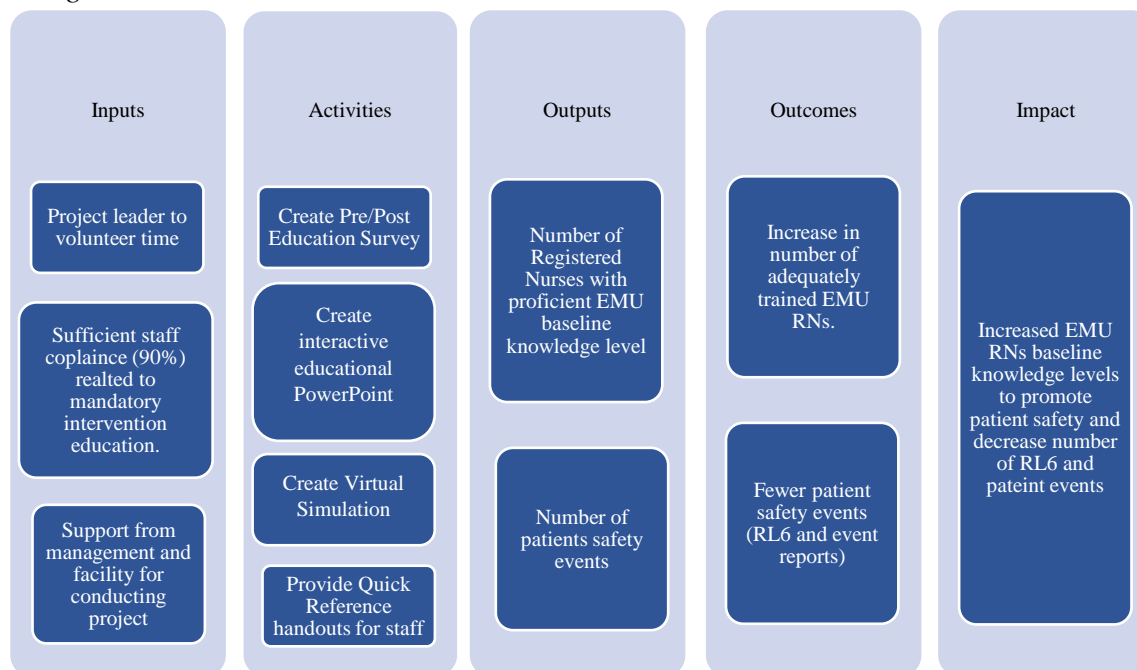 Inputs
Project leader to
volunteer time
Sufficient staff
coplaince (90%)
realted to
mandatory
intervention
education.
Support from
management and
facility for
conducting
project
Activities
Create Pre/Post
Education Survey
Create
interactive
educational
PowerPoint
Create Virtual
Simulation
Provide Quick
Reference
handouts for staff
Outputs
Number of
Registered
Nurses with
proficient EMU
baseline
knowledge level
Number of
patients safety
events
Outcomes
Increase in
number of
adequately
trained EMU
RNs.
Fewer patient
safety events
(RL6 and event
reports)
Impact
Increased EMU
RNs baseline
knowledge levels
to promote
patient safety and
decrease number
of RL6 and
pateint events